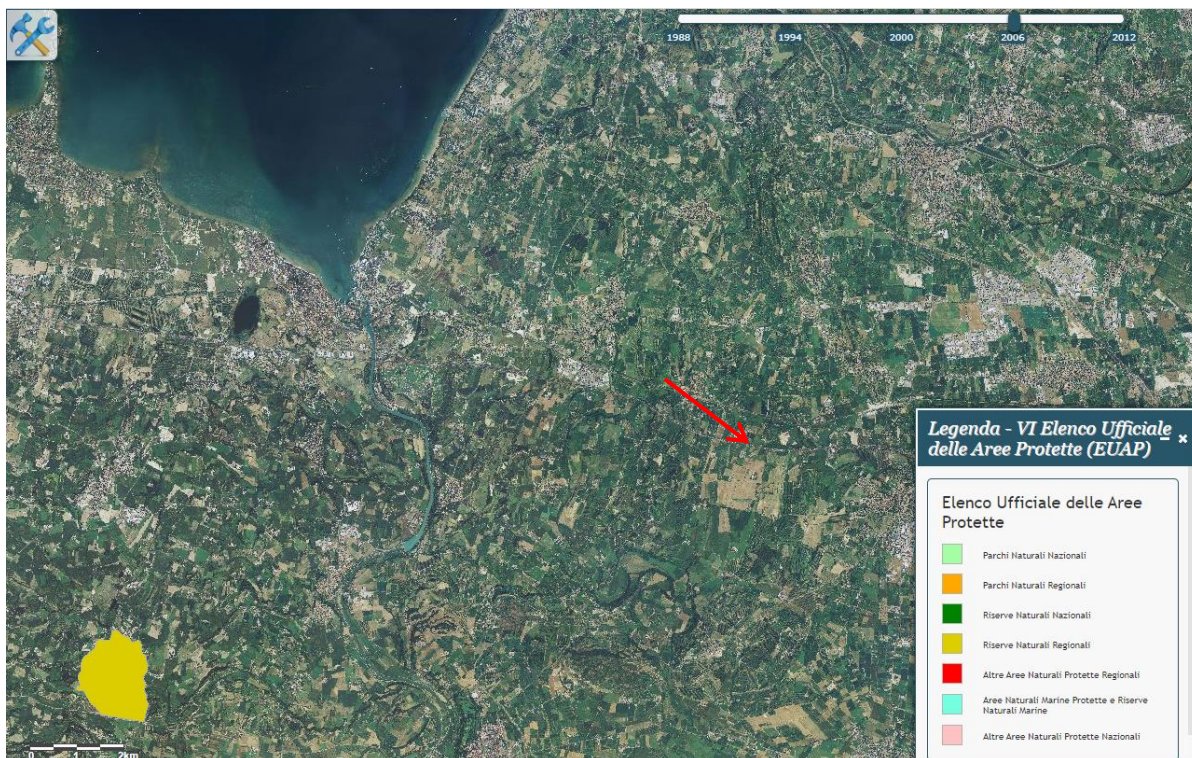 1988 1994 2000 2006 2012
Legenda - VI Elenco Ufficiale
delle Aree Protette (EUAP)
Elenco Ufficiale delle Aree
Protette
Parchi Naturali Nazionali
Parchi Naturali Regionali
Riserve Naturali Nazionali
Riserve Naturali Regionali
Altre Aree Naturali Protette Regionali
Aree Naturali Marine Protette e Riserve
Naturali Marine
Altre Aree Naturali Protette Nazionali
0 1 2km